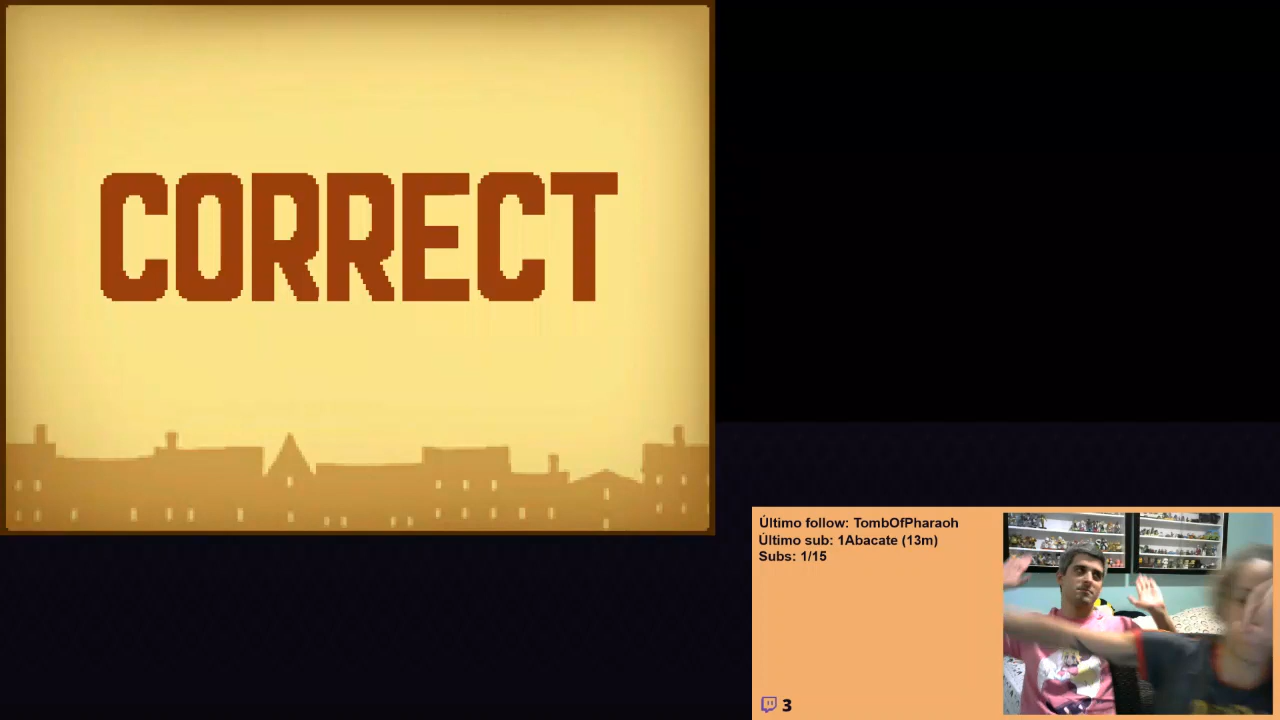 CORRECT
Último follow: TombOfPharaoh
Último sub: 1Abacate (13m)
Subs: 1/15
3